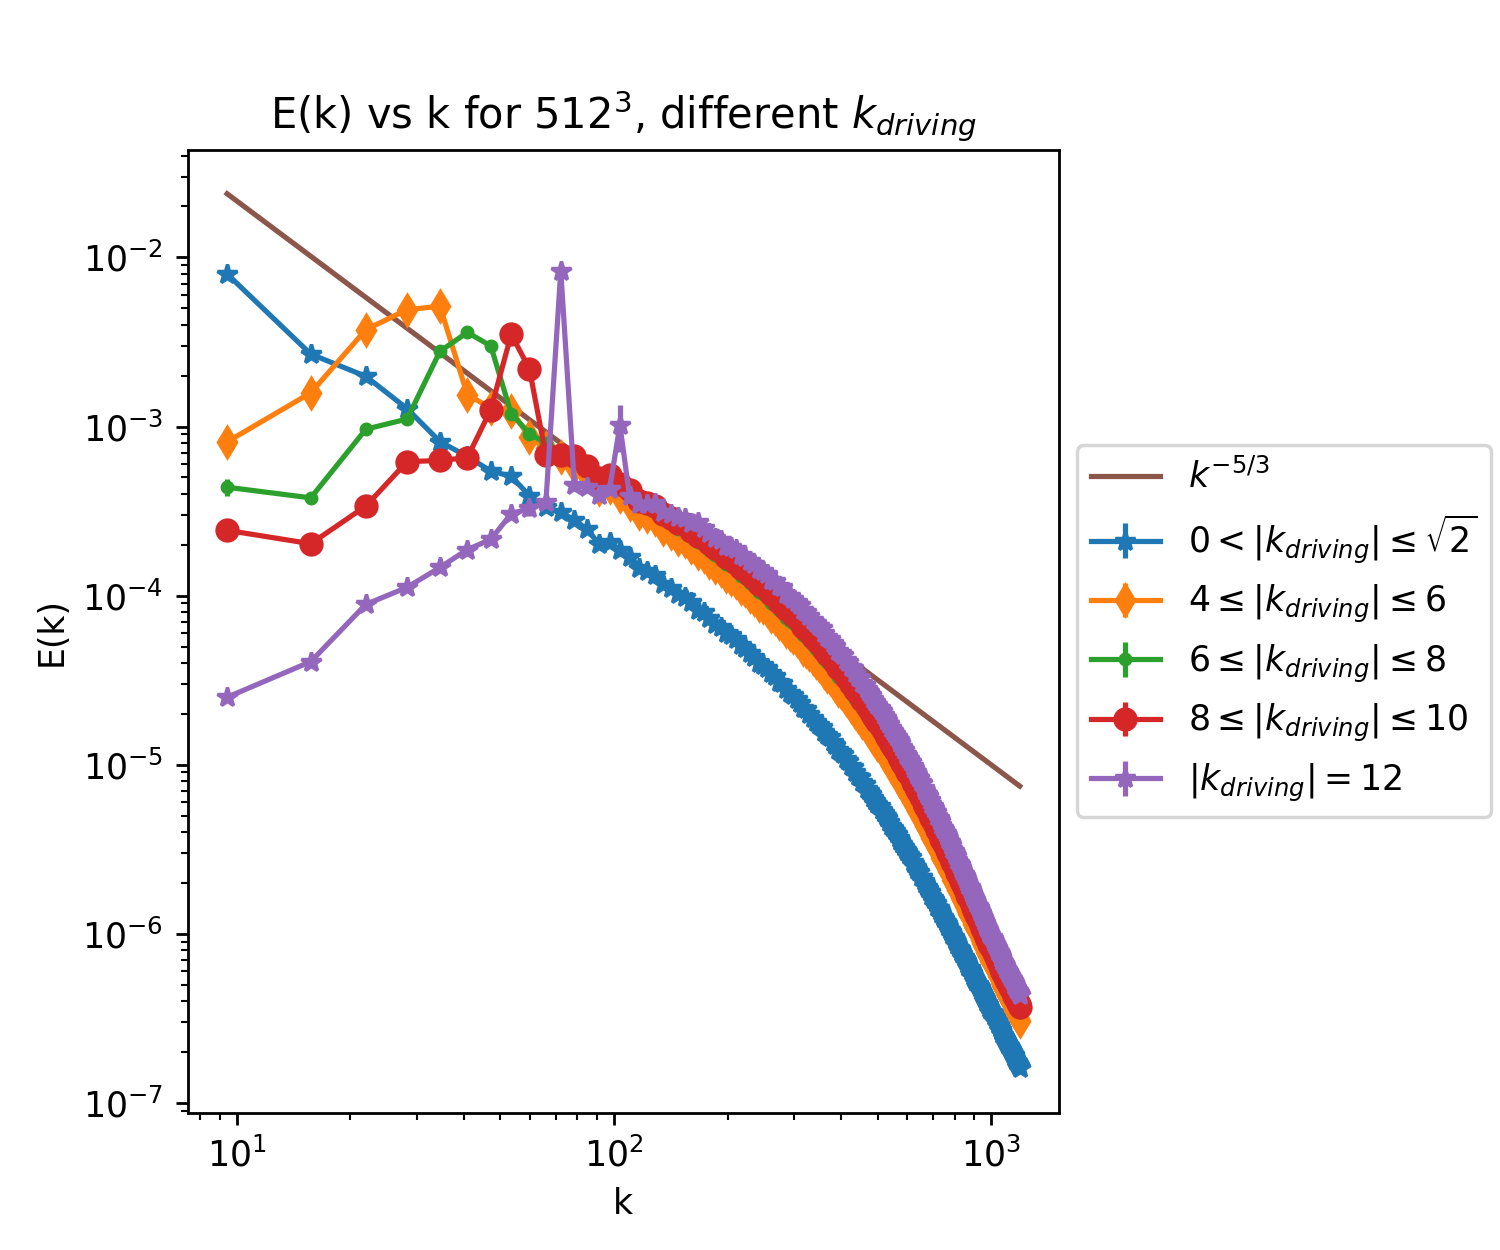 E(k) vs k for 512³, different k_driving
10⁻²
10⁻³
10⁻⁴
10⁻⁵
10⁻⁶
10⁻⁷
E(k)
10¹ 10² 10³
k
k^{-5/3}
0 < |k_driving| ≤ √2
4 ≤ |k_driving| ≤ 6
6 ≤ |k_driving| ≤ 8
8 ≤ |k_driving| ≤ 10
|k_driving| = 12